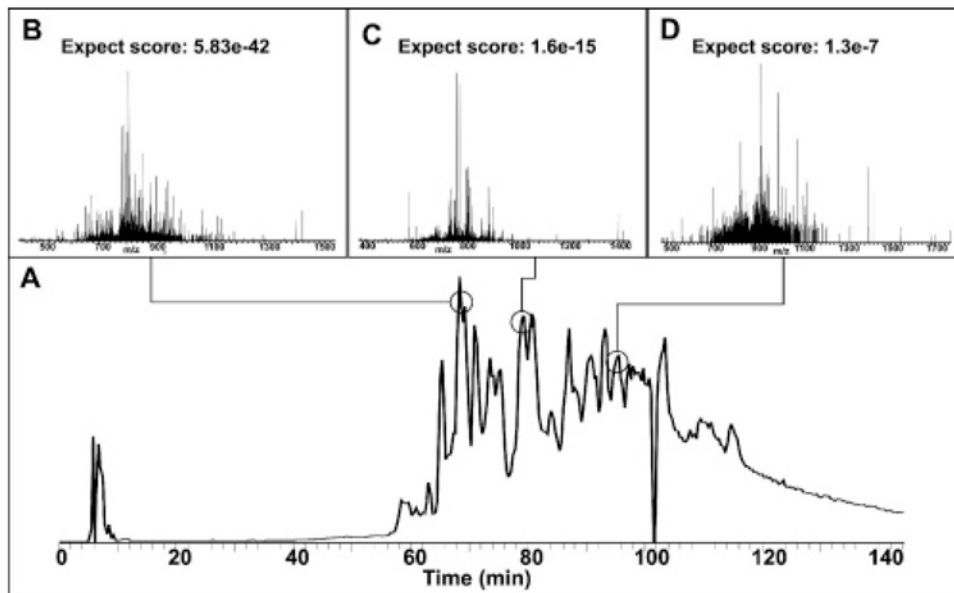 B
Expect score: 5.83e-42
500 700 900 1100 1300 1500
m/z
C
Expect score: 1.6e-15
400 600 800 1000 1200 1400
m/z
D
Expect score: 1.3e-7
500 700 900 1100 1300 1500 1700
m/z
A
0 20 40 60 80 100 120 140
Time (min)